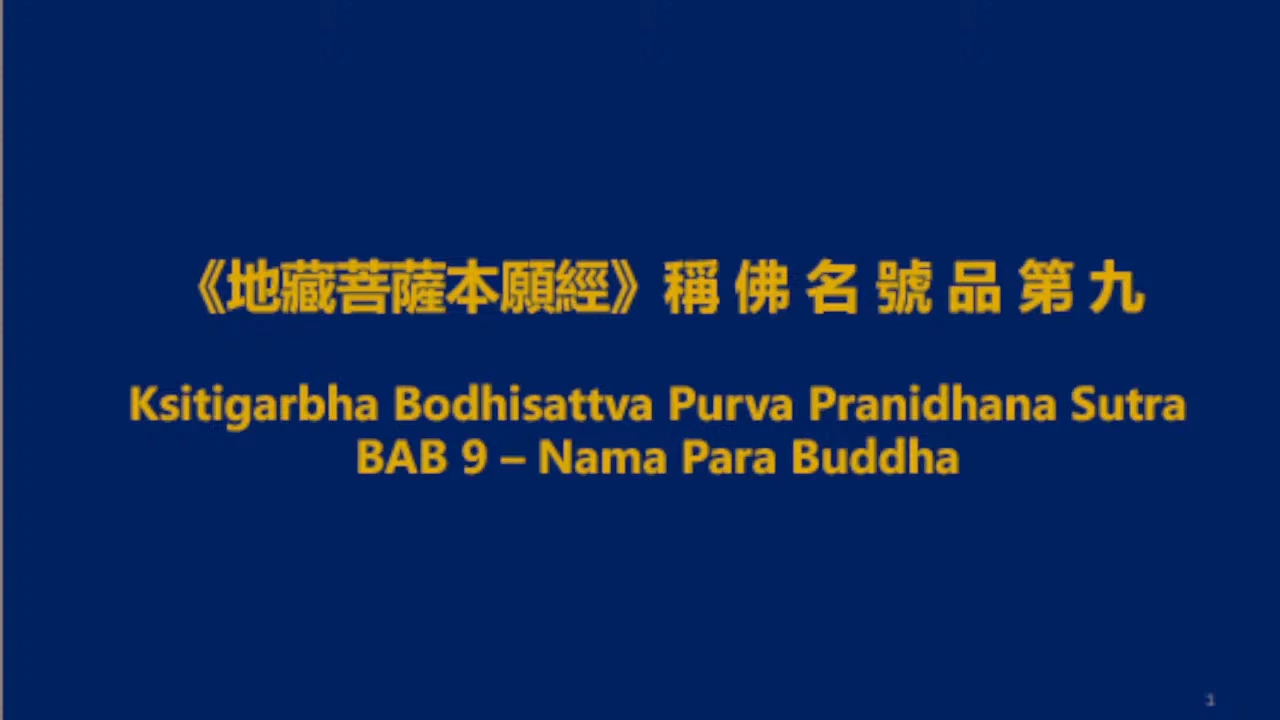 《地藏菩薩本願經》稱 佛 名 號 品 第 九
Ksitigarbha Bodhisattva Purva Pranidhana Sutra
BAB 9 – Nama Para Buddha
1